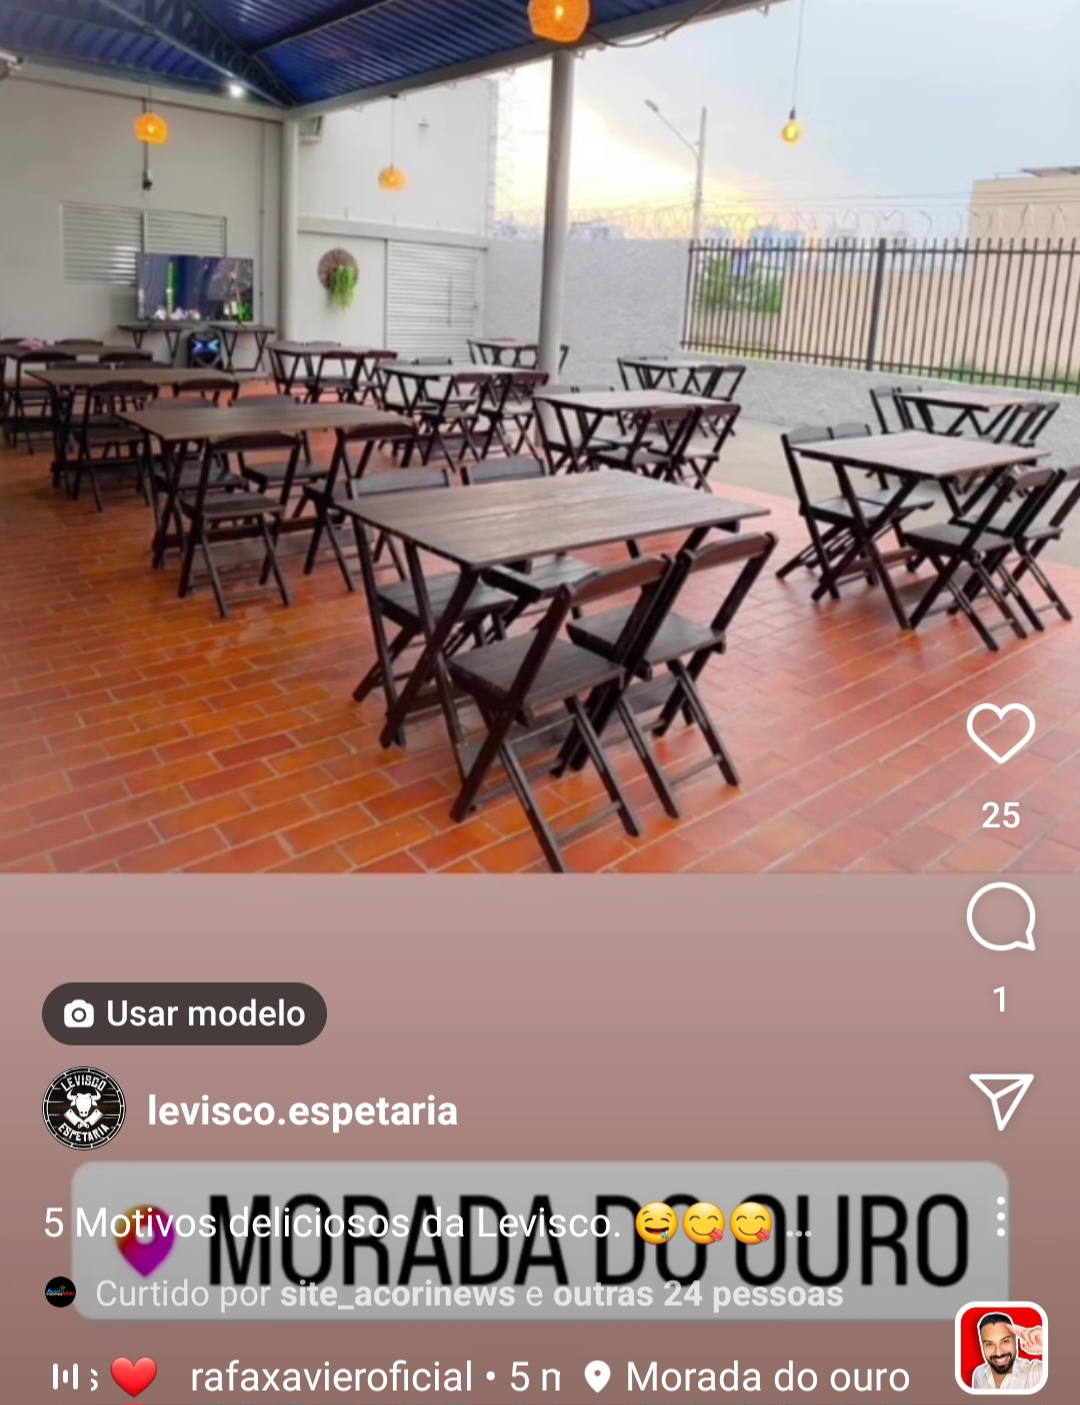 25
1
Usar modelo
LEVISCO
ESPETARIA
levisco.espetaria
MORADA DO OURO
5 Motivos deliciosos da Levisco. 🤤😋😋 ...
Curtido por site_acorinews e outras 24 pessoas
s ❤️ rafaxavieroficial • 5 m Morada do ouro